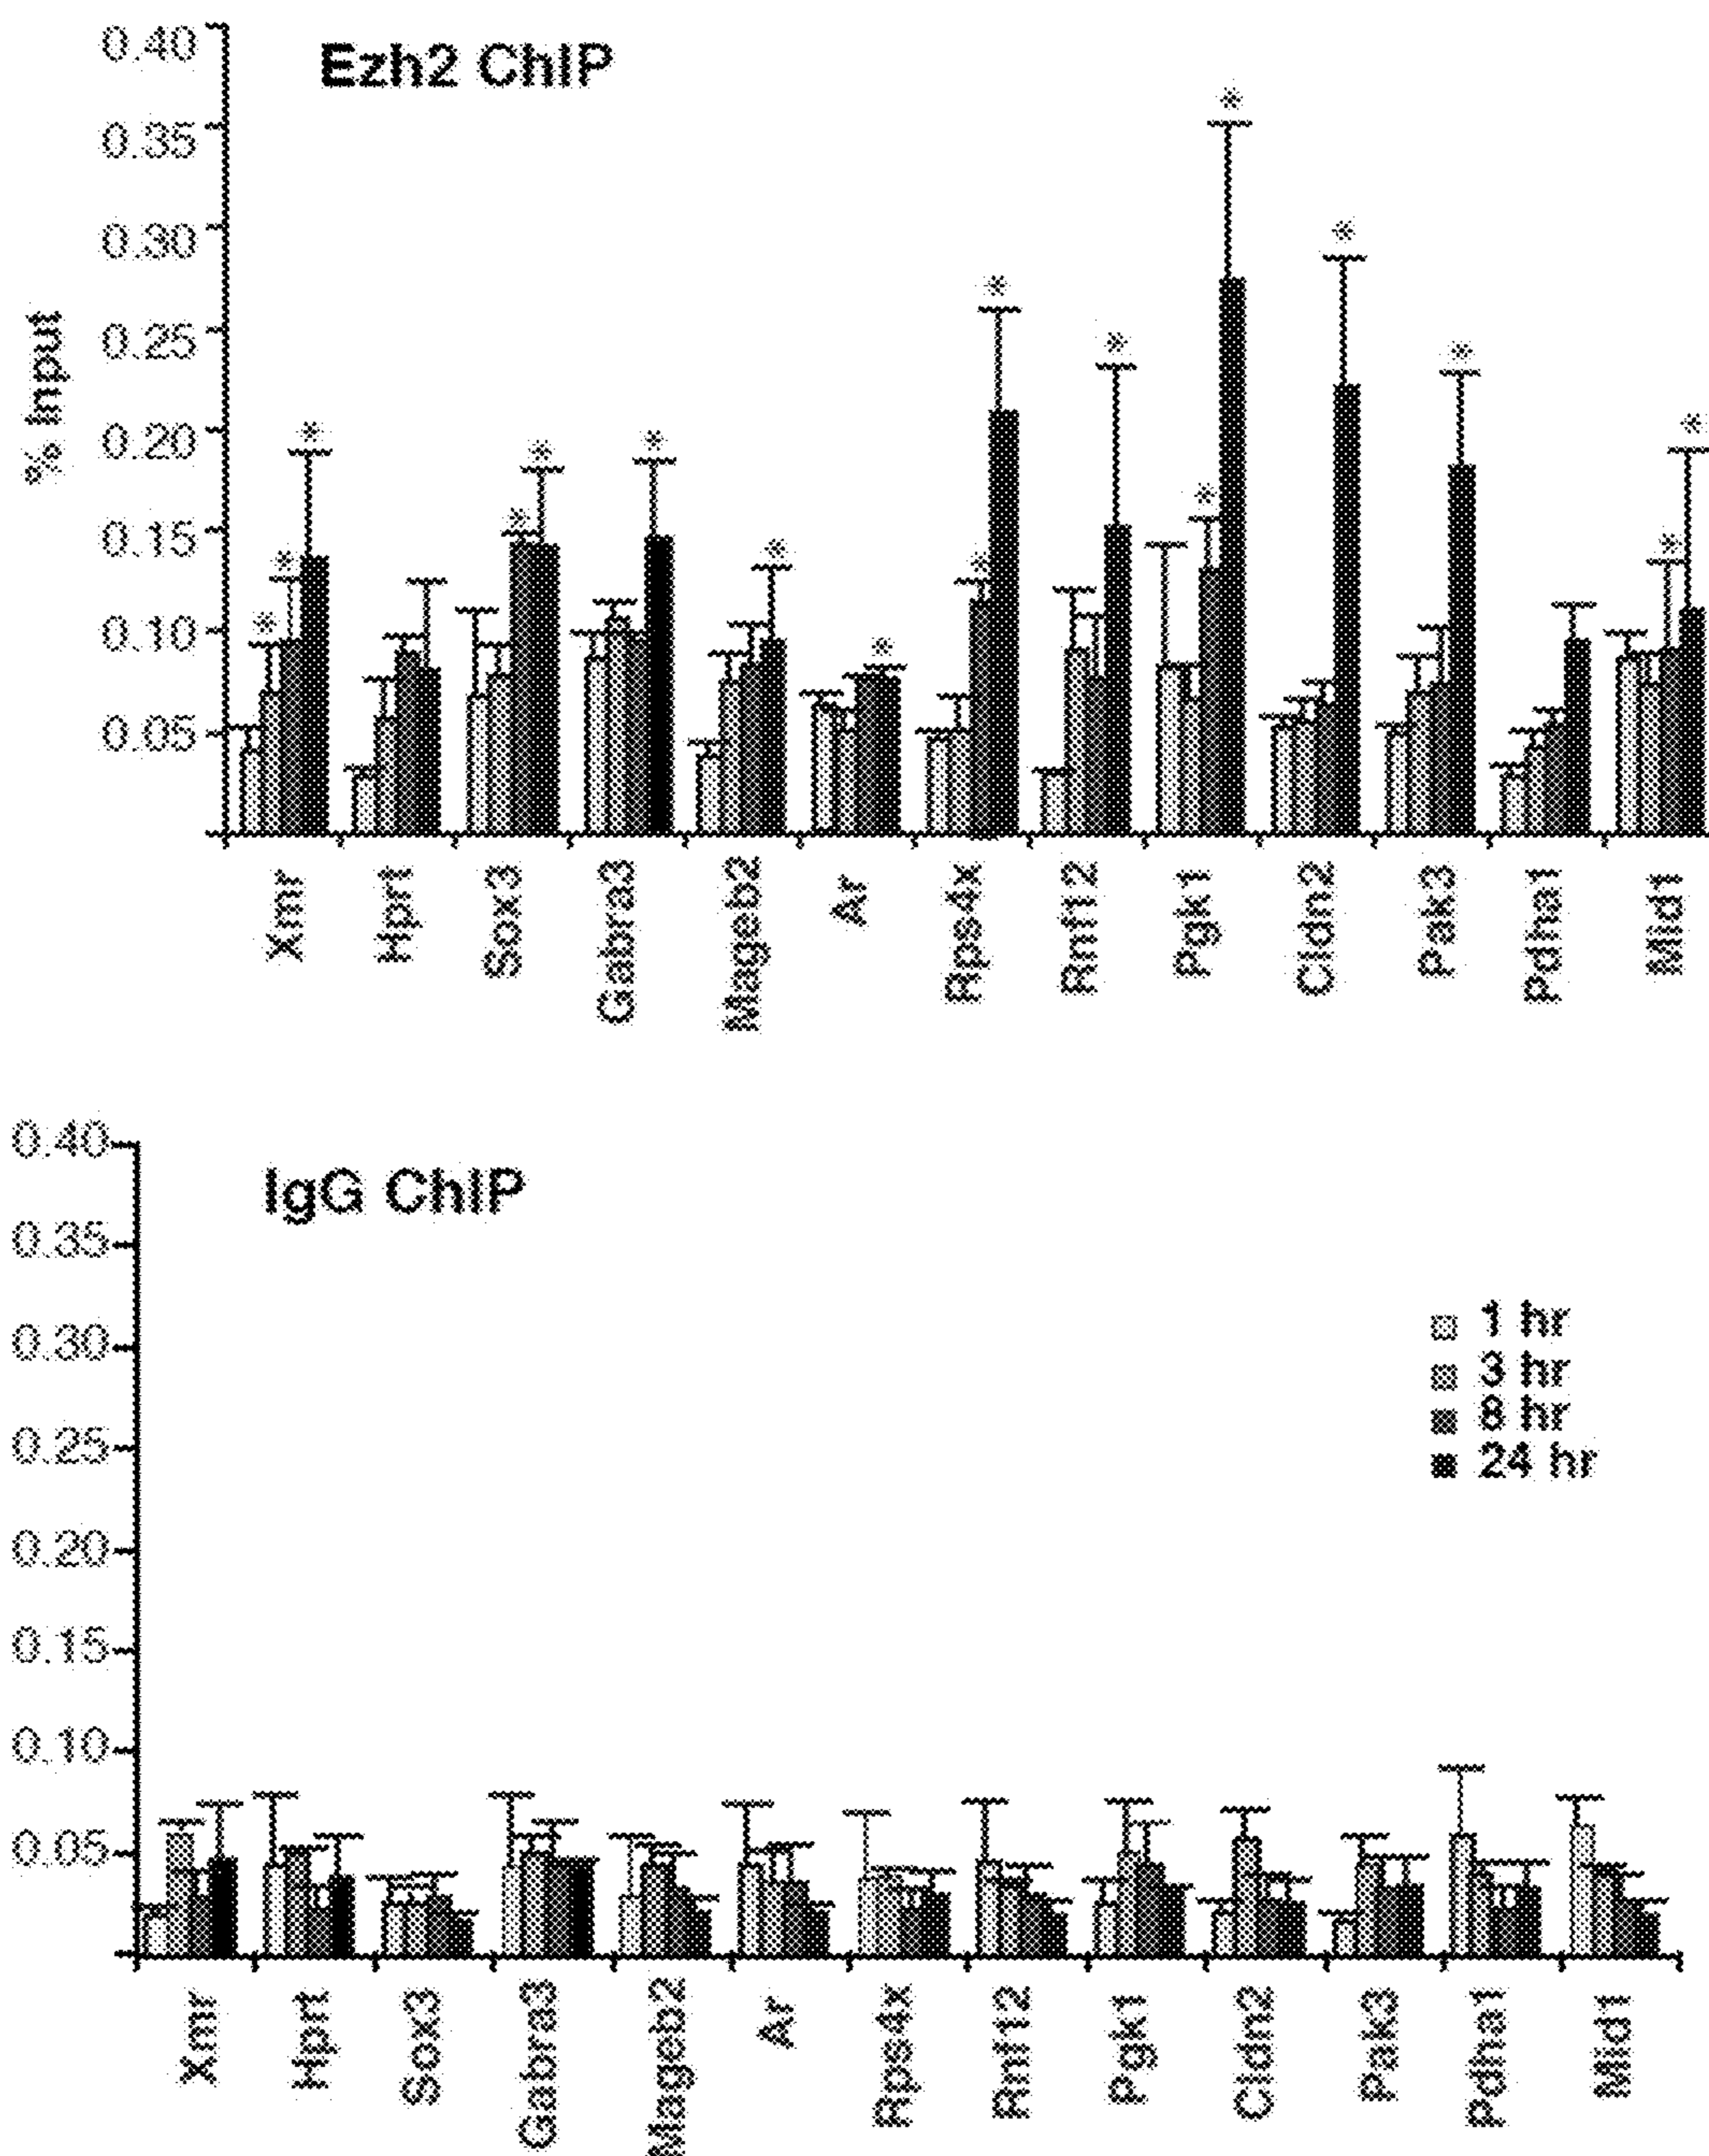 Ezh2 ChIP
% Input
0.40
0.35
0.30
0.25
0.20
0.15
0.10
0.05
* * * * * * * * * * * * * * * * *
Xmr Hprt Sox3 Gabra3 Mageb2 Ar Rps4x Rnf12 Pgk1 Cldn2 Pak3 Pdha1 Mid1
IgG ChIP
0.40
0.35
0.30
0.25
0.20
0.15
0.10
0.05
1 hr
3 hr
8 hr
24 hr
Xmr Hprt Sox3 Gabra3 Mageb2 Ar Rps4x Rnf12 Pgk1 Cldn2 Pak3 Pdha1 Mid1